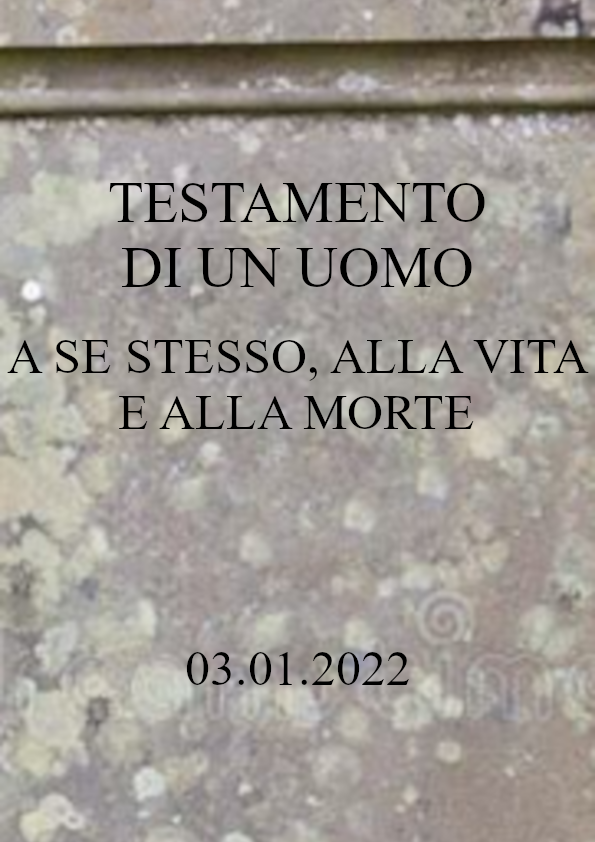 TESTAMENTO
DI UN UOMO
A SE STESSO, ALLA VITA
E ALLA MORTE
03.01.2022